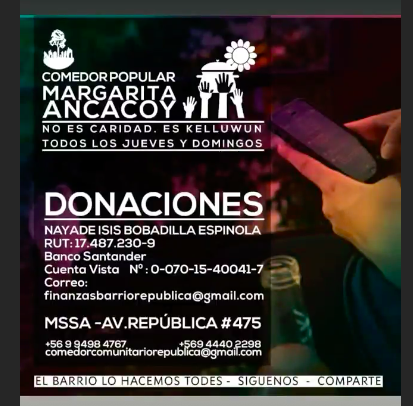 COMEDOR POPULAR
MARGARITA
ANCACOY
NO ES CARIDAD. ES KELLUWUN
TODOS LOS JUEVES Y DOMINGOS
DONACIONES
NAYADE ISIS BOBADILLA ESPINOLA
RUT: 17.487.230-9
Banco Santander
Cuenta Vista Nº : 0-070-15-40041-7
Correo:
finanzasbarriorepublica@gmail.com
MSSA -AV.REPÚBLICA #475
+56 9 9498 4767 +569 4440 2298
comedorcomunitariorepublica@gmail.com
EL BARRIO LO HACEMOS TODES - SIGUENOS - COMPARTE